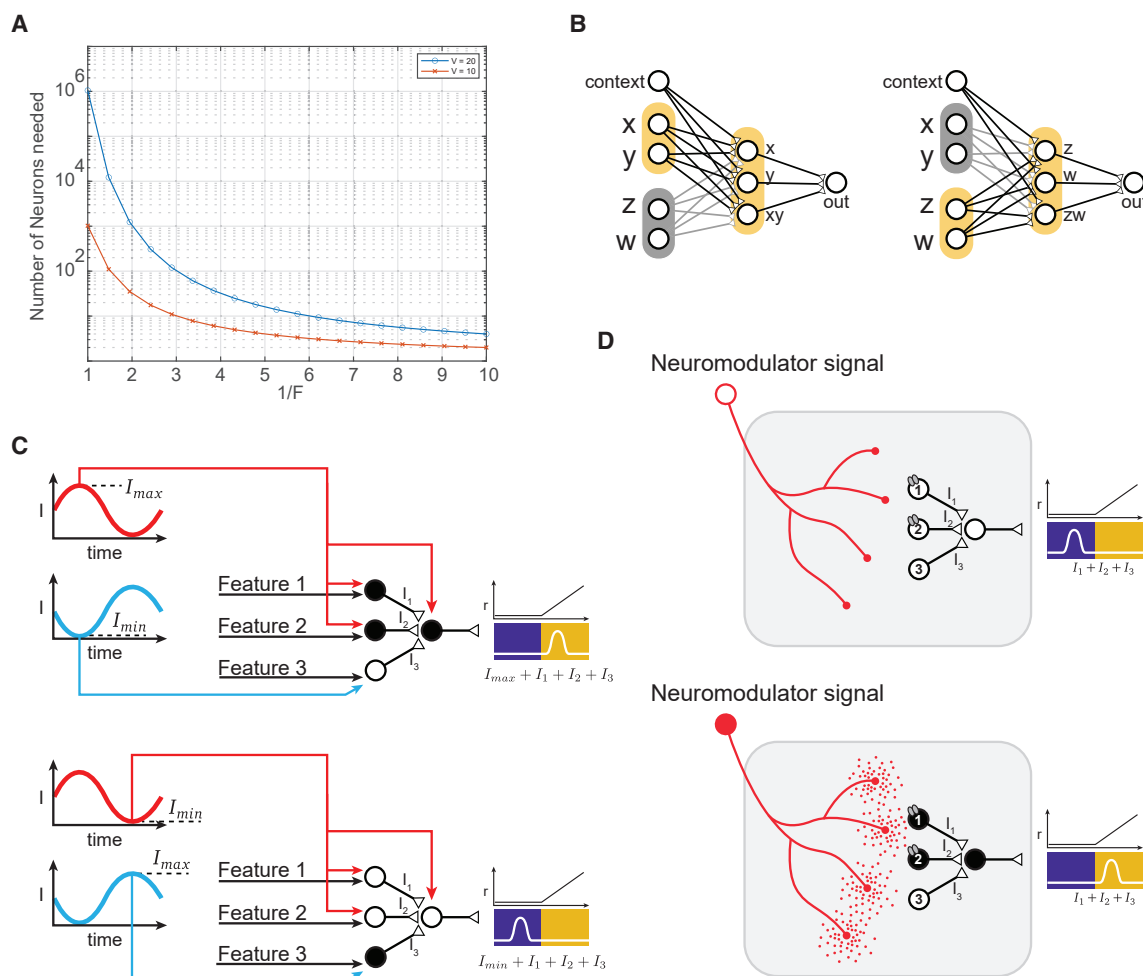 A
Number of Neurons needed
10^6
10^4
10^2
1 2 3 4 5 6 7 8 9 10
1/F
V = 20
V = 10
B
context
x
y
z
w
x
y
xy
out
context
x
y
z
w
z
w
zw
out
C
I
I_max
time
I
I_min
time
Feature 1
Feature 2
Feature 3
I_1
I_2
I_3
r
I_max + I_1 + I_2 + I_3
I
I_min
time
I
I_max
time
Feature 1
Feature 2
Feature 3
I_1
I_2
I_3
r
I_min + I_1 + I_2 + I_3
D
Neuromodulator signal
1
2
3
I_1
I_2
I_3
r
I_1 + I_2 + I_3
Neuromodulator signal
1
2
3
I_1
I_2
I_3
r
I_1 + I_2 + I_3